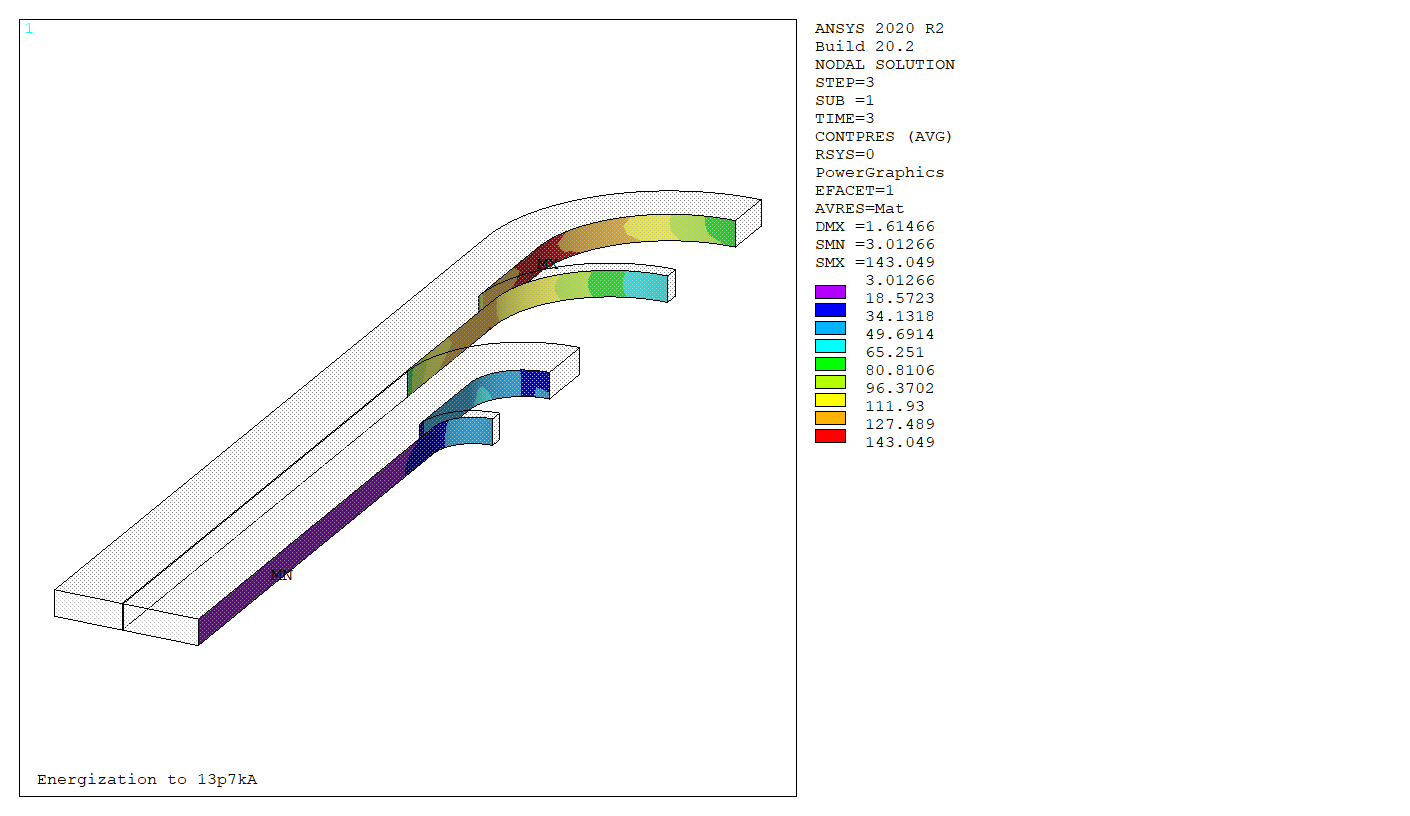 1
ANSYS 2020 R2
Build 20.2
NODAL SOLUTION
STEP=3
SUB =1
TIME=3
CONTPRES (AVG)
RSYS=0
PowerGraphics
EFACET=1
AVRES=Mat
DMX =1.61466
SMN =3.01266
SMX =143.049
3.01266
18.5723
34.1318
49.6914
65.251
80.8106
96.3702
111.93
127.489
143.049
MX
MN
Energization to 13p7kA